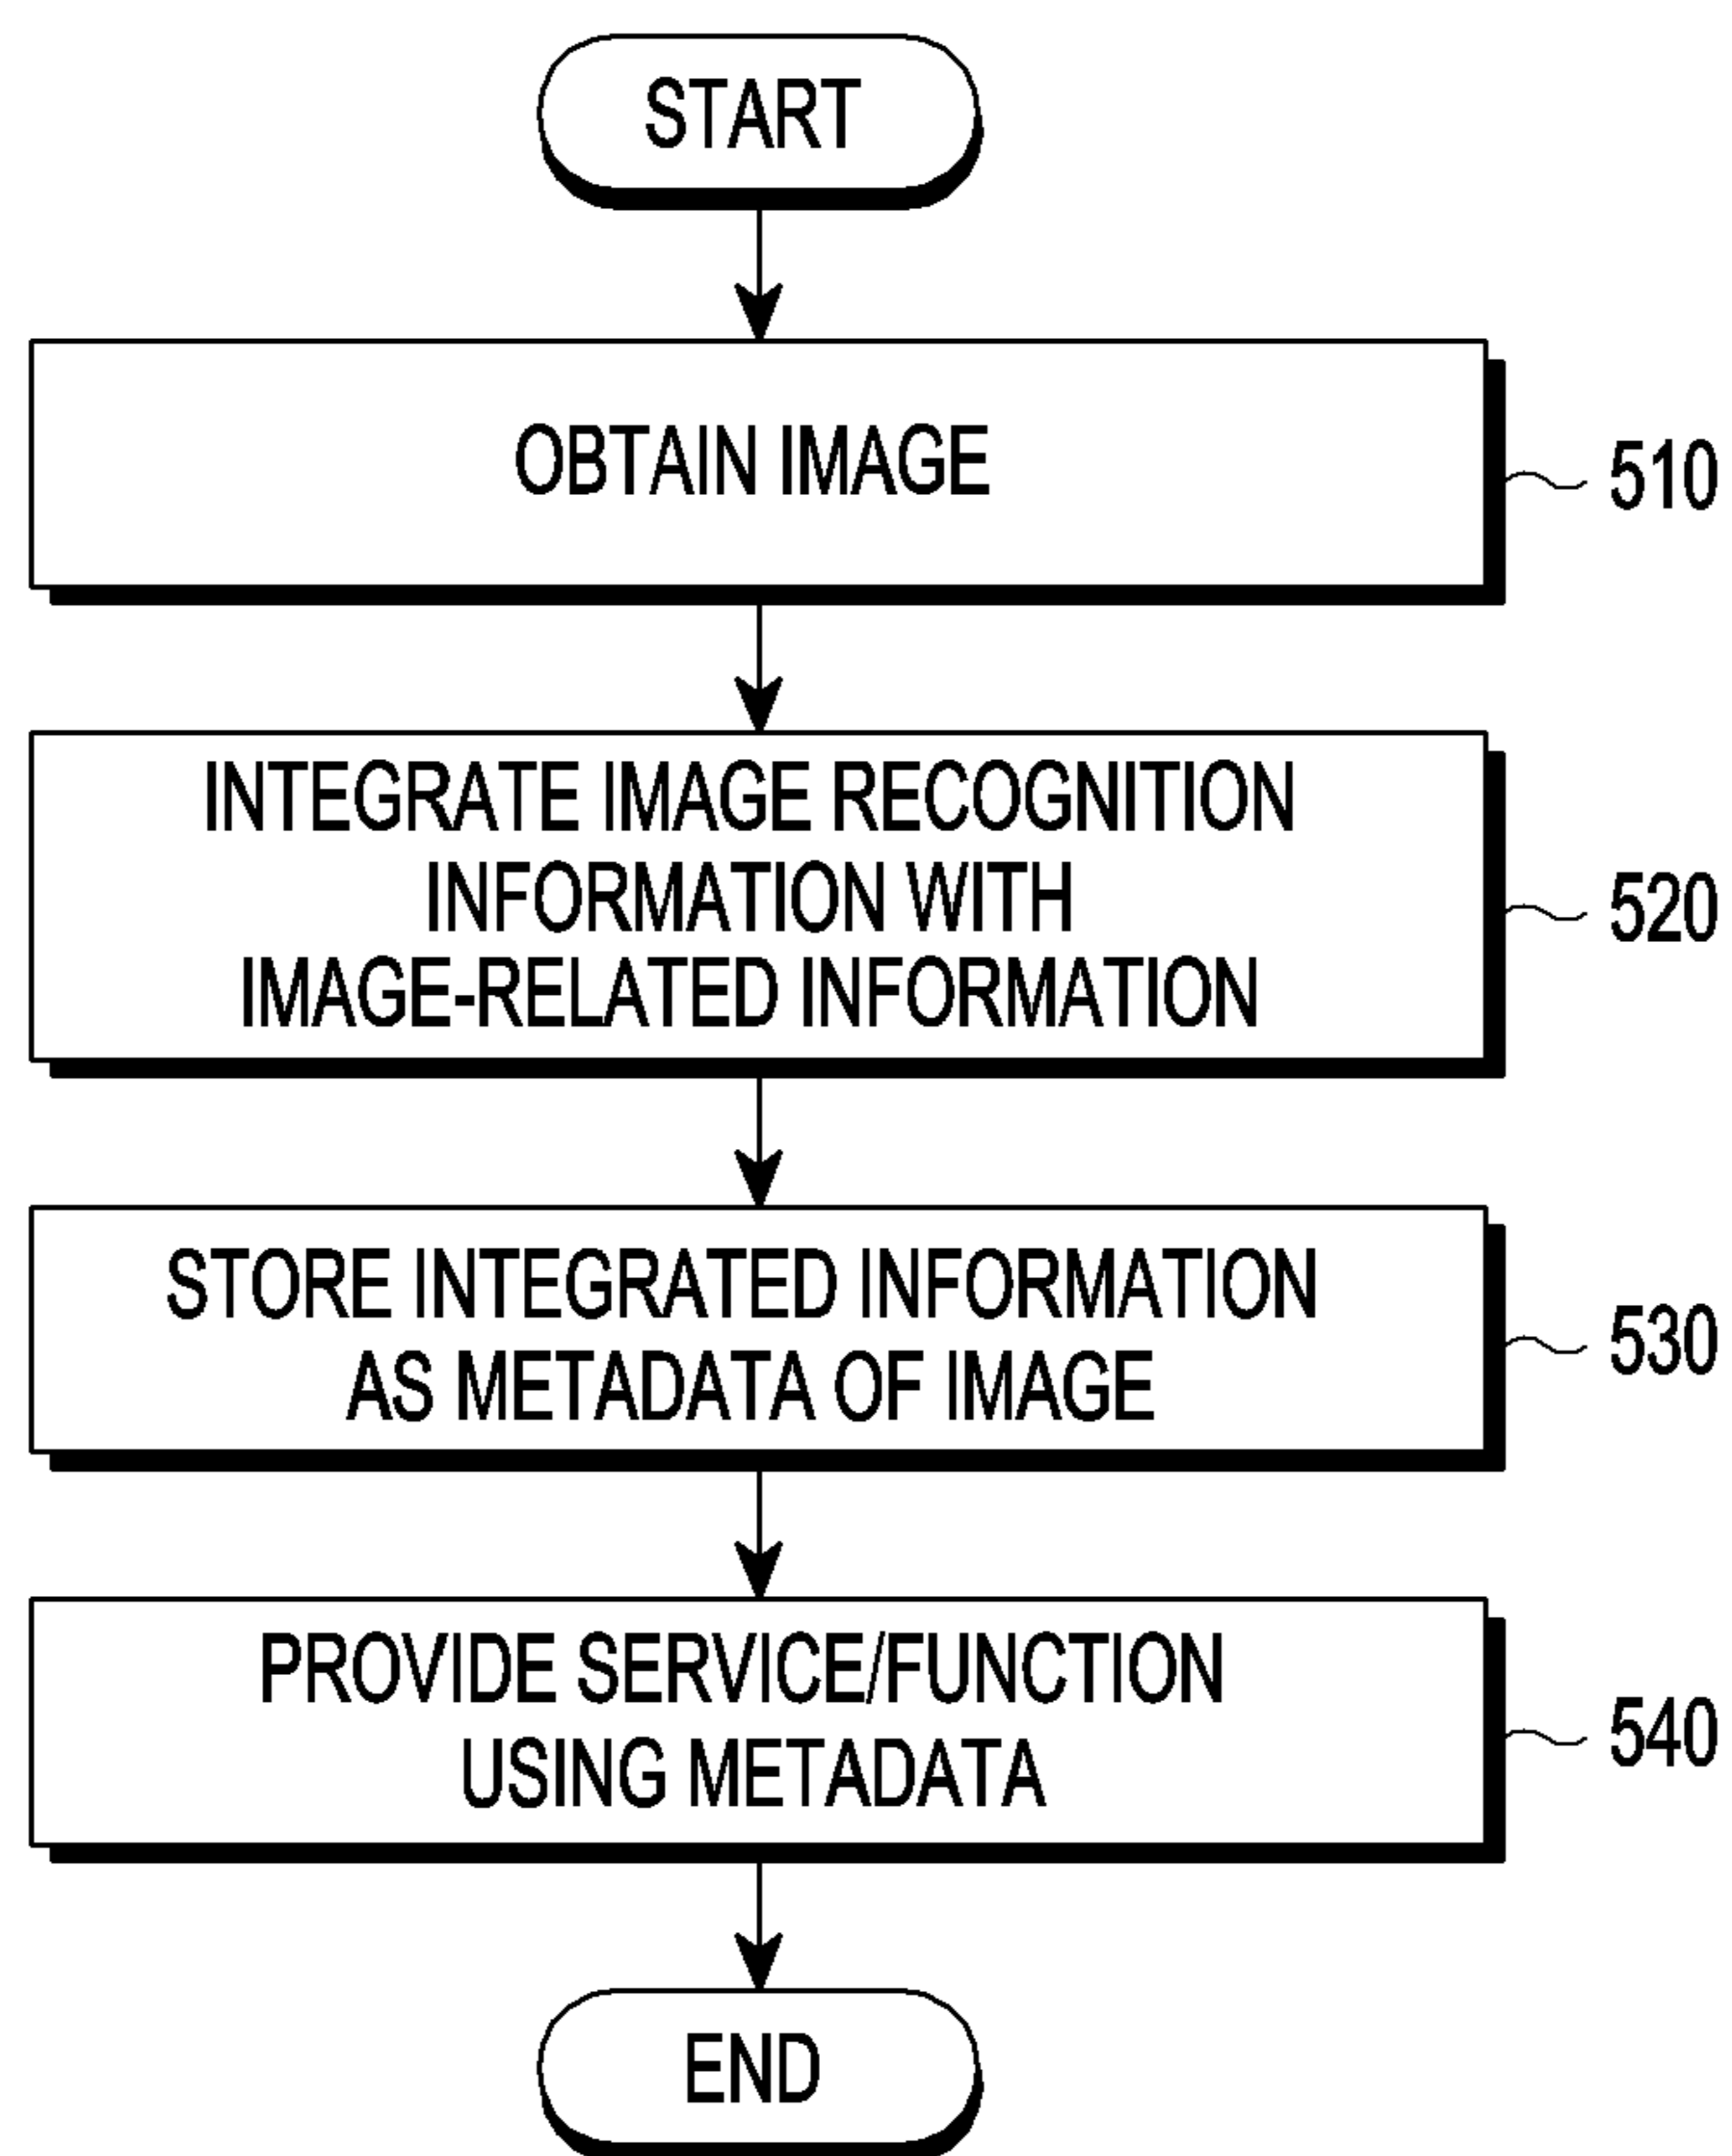 START
OBTAIN IMAGE
510
INTEGRATE IMAGE RECOGNITION
INFORMATION WITH
IMAGE-RELATED INFORMATION
520
STORE INTEGRATED INFORMATION
AS METADATA OF IMAGE
530
PROVIDE SERVICE/FUNCTION
USING METADATA
540
END